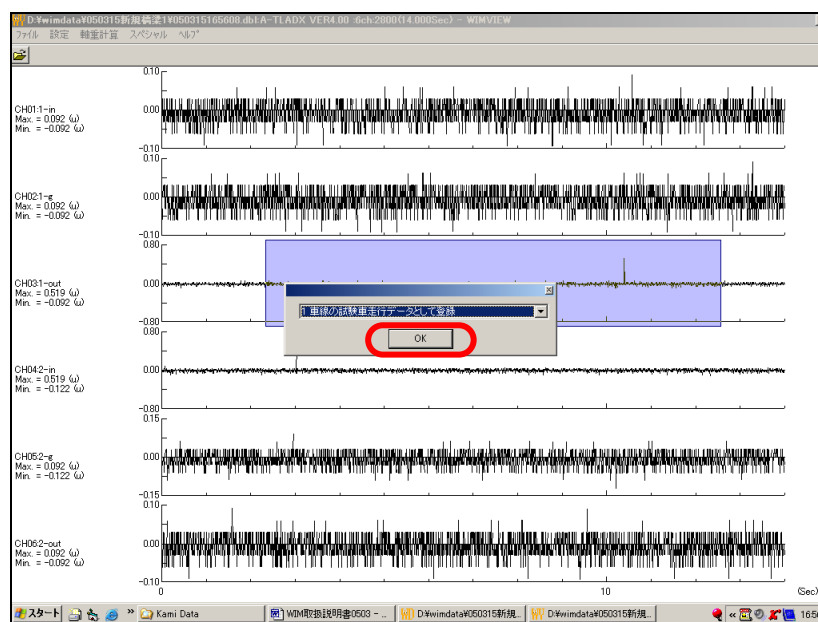 D:¥wimdata¥050315新規橋梁1¥050315165608.dbl:A-TLADX VER4.00 :6ch:2800(14.000Sec) - WIMVIEW
ファイル 設定 軸重計算 スペシャル ヘルプ
0.10
CH01:1-in
Max. = 0.092 (ω)
Min. = -0.092 (ω)
0.00
-0.10
0.10
CH02:1-g
Max. = 0.092 (ω)
Min. = -0.092 (ω)
0.00
-0.10
0.80
CH03:1-out
Max. = 0.519 (ω)
Min. = -0.092 (ω)
0.00
-0.80
1 車線の試験車走行データとして登録
OK
0.80
CH04:2-in
Max. = 0.519 (ω)
Min. = -0.122 (ω)
0.00
-0.80
0.15
CH05:2-g
Max. = 0.092 (ω)
Min. = -0.122 (ω)
0.00
-0.15
0.10
CH06:2-out
Max. = 0.092 (ω)
Min. = -0.092 (ω)
0.00
-0.10
0 10 (Sec)
スタート » Kami Data WIM取扱説明書0503 - ... D:¥wimdata¥050315新規... D:¥wimdata¥050315新規... «